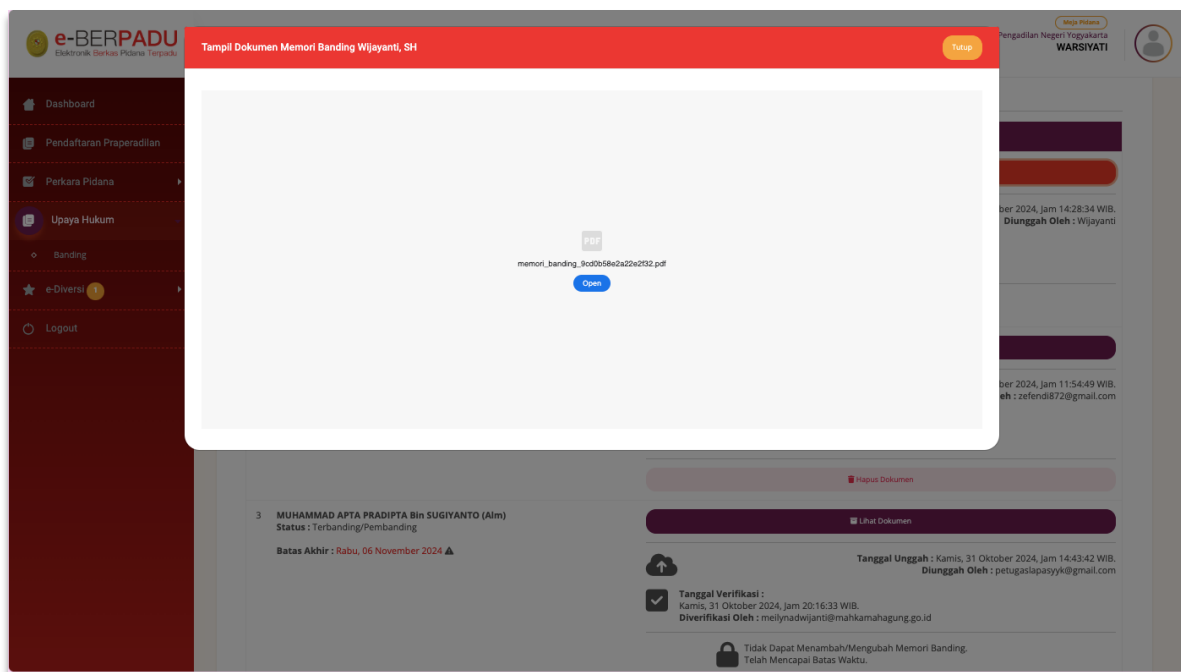 e-BERPADU
Elektronik Berkas Pidana Terpadu
Meja Pidana
Pengadilan Negeri Yogyakarta
WARSIYATI
Tampil Dokumen Memori Banding Wijayanti, SH
Tutup
Dashboard
Pendaftaran Praperadilan
Perkara Pidana
Upaya Hukum
Banding
e-Diversi 1
Logout
PDF
memori_banding_9cd0b58e2a22e2f32.pdf
Open
ber 2024, Jam 14:28:34 WIB.
Diunggah Oleh : Wijayanti
ber 2024, Jam 11:54:49 WIB.
eh : zefendi872@gmail.com
Hapus Dokumen
3 MUHAMMAD APTA PRADIPTA Bin SUGIYANTO (Alm)
Status : Terbanding/Pembanding
Batas Akhir : Rabu, 06 November 2024
Lihat Dokumen
Tanggal Unggah : Kamis, 31 Oktober 2024, Jam 14:43:42 WIB.
Diunggah Oleh : petugaslapasyyk@gmail.com
Tanggal Verifikasi :
Kamis, 31 Oktober 2024, Jam 20:16:33 WIB.
Diverifikasi Oleh : meilynadwijanti@mahkamahagung.go.id
Tidak Dapat Menambah/Mengubah Memori Banding.
Telah Mencapai Batas Waktu.